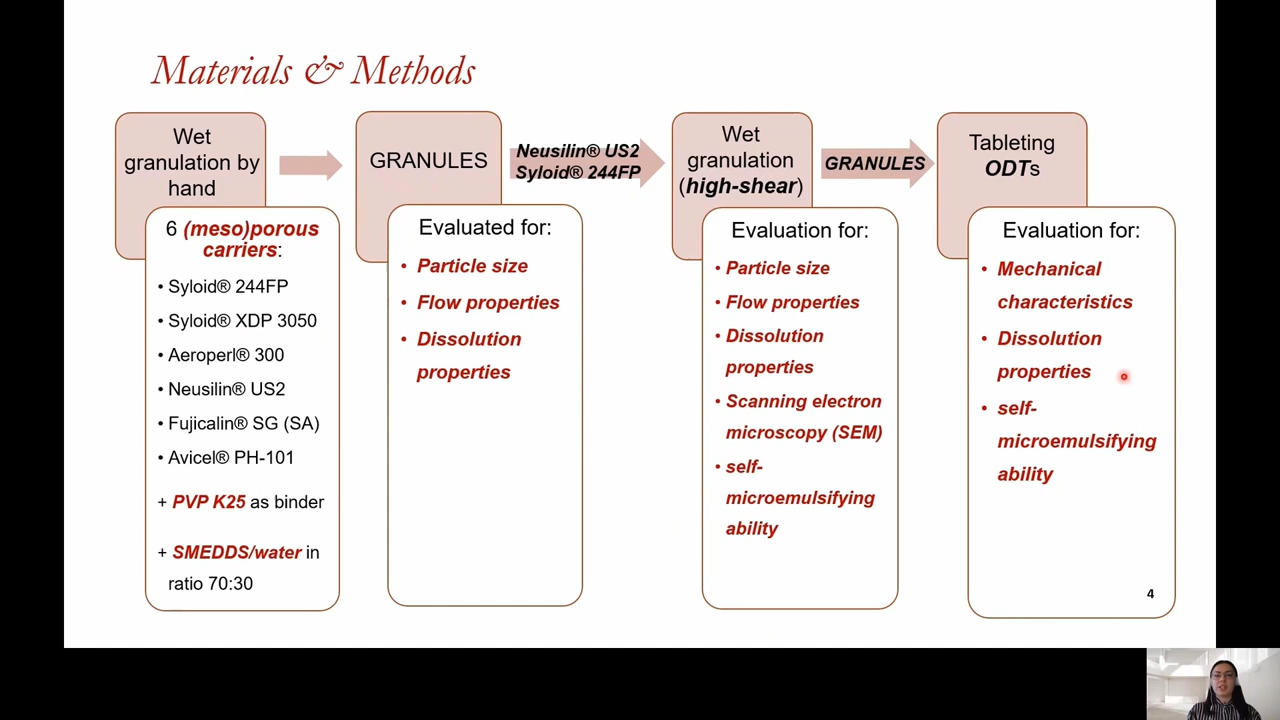 Materials & Methods
Wet
granulation by
hand
6 (meso)porous
carriers:
• Syloid® 244FP
• Syloid® XDP 3050
• Aeroperl® 300
• Neusilin® US2
• Fujicalin® SG (SA)
• Avicel® PH-101
+ PVP K25 as binder
+ SMEDDS/water in
ratio 70:30
GRANULES
Evaluated for:
• Particle size
• Flow properties
• Dissolution
properties
Neusilin® US2
Syloid® 244FP
Wet
granulation
(high-shear)
Evaluation for:
• Particle size
• Flow properties
• Dissolution
properties
• Scanning electron
microscopy (SEM)
• self-
microemulsifying
ability
GRANULES
Tableting
ODTs
Evaluation for:
• Mechanical
characteristics
• Dissolution
properties
• self-
microemulsifying
ability
4